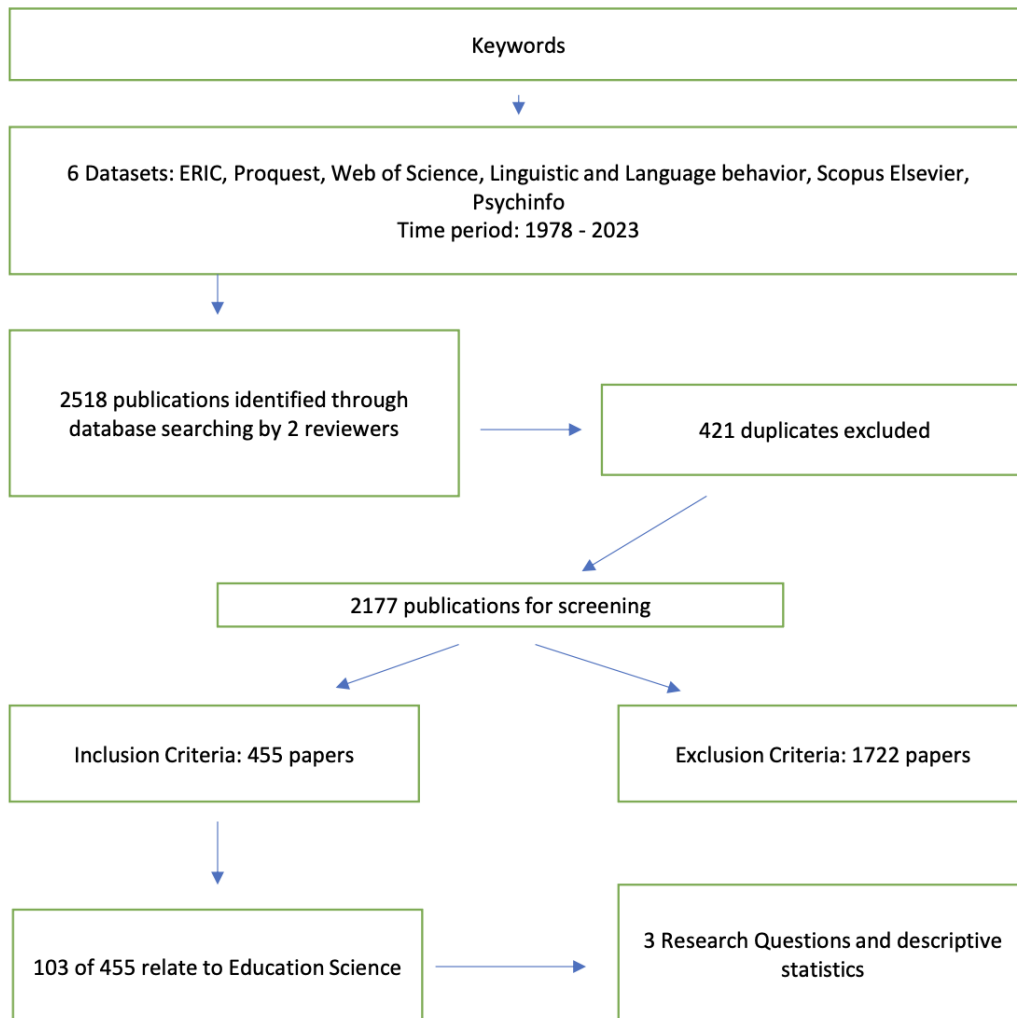 Keywords
6 Datasets: ERIC, Proquest, Web of Science, Linguistic and Language behavior, Scopus Elsevier,
Psychinfo
Time period: 1978 - 2023
2518 publications identified through
database searching by 2 reviewers
421 duplicates excluded
2177 publications for screening
Inclusion Criteria: 455 papers
Exclusion Criteria: 1722 papers
103 of 455 relate to Education Science
3 Research Questions and descriptive
statistics